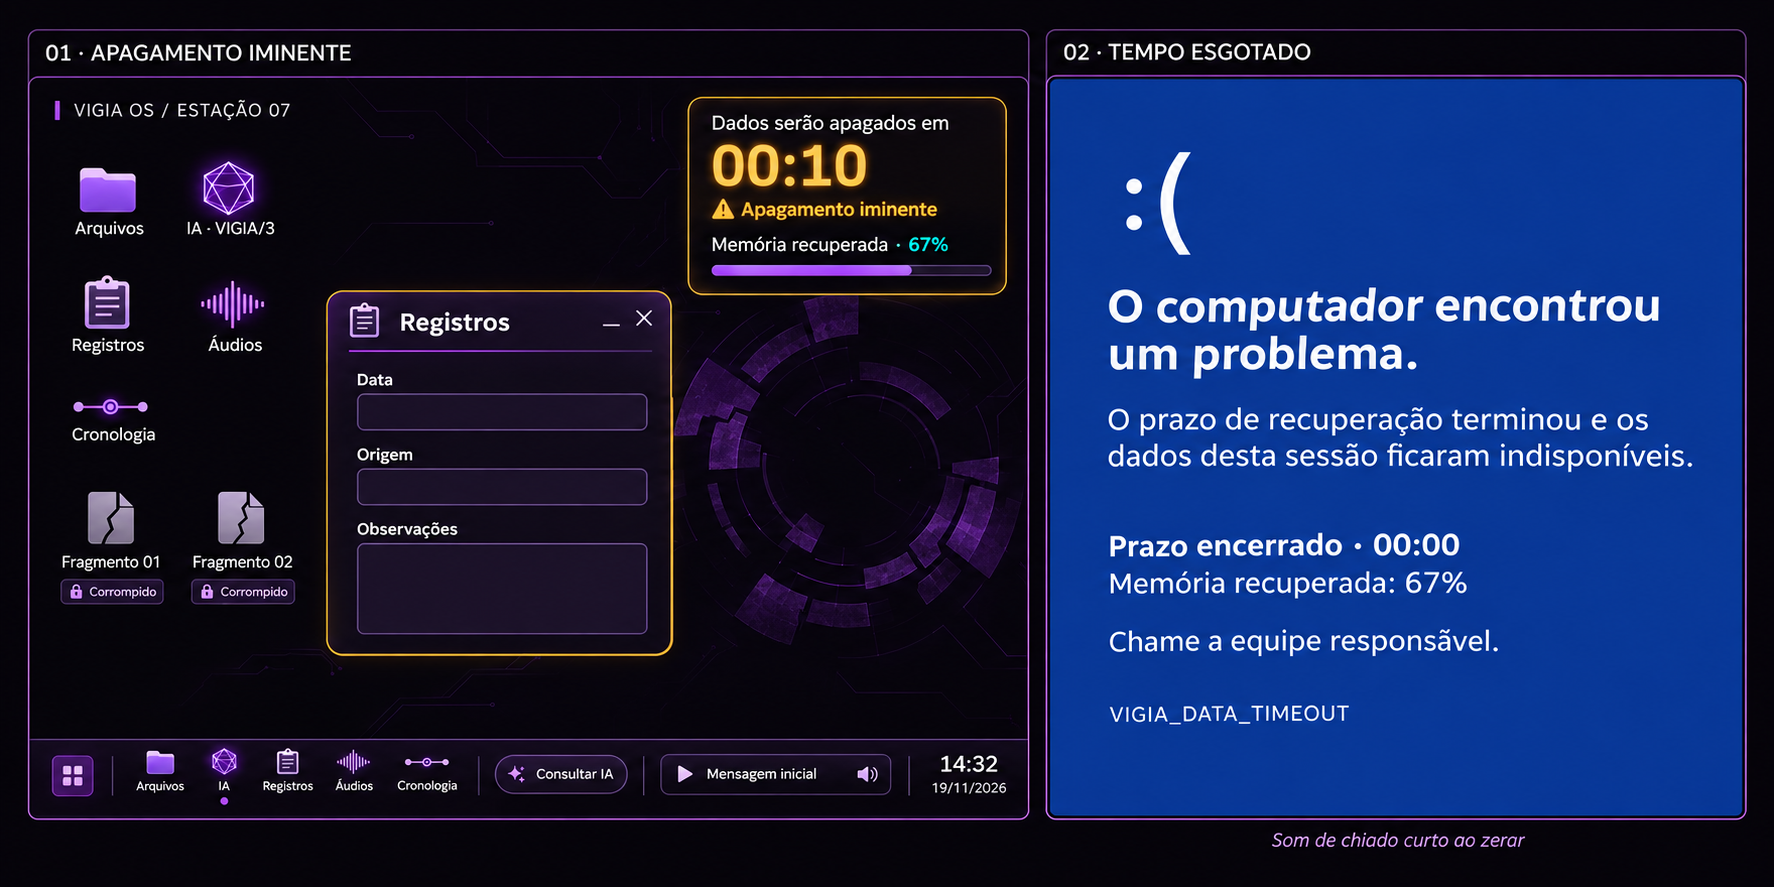 01 · APAGAMENTO IMINENTE
VIGIA OS / ESTAÇÃO 07
Arquivos
IA · VIGIA/3
Registros
Áudios
Cronologia
Fragmento 01
Fragmento 02
Corrompido
Corrompido
Dados serão apagados em
00:10
Apagamento iminente
Memória recuperada · 67%
Registros
Data
Origem
Observações
Arquivos
IA
Registros
Áudios
Cronologia
Consultar IA
Mensagem inicial
14:32
19/11/2026
02 · TEMPO ESGOTADO
:(
O computador encontrou
um problema.
O prazo de recuperação terminou e os
dados desta sessão ficaram indisponíveis.
Prazo encerrado · 00:00
Memória recuperada: 67%
Chame a equipe responsãvel.
VIGIA_DATA_TIMEOUT
Som de chiado curto ao zerar